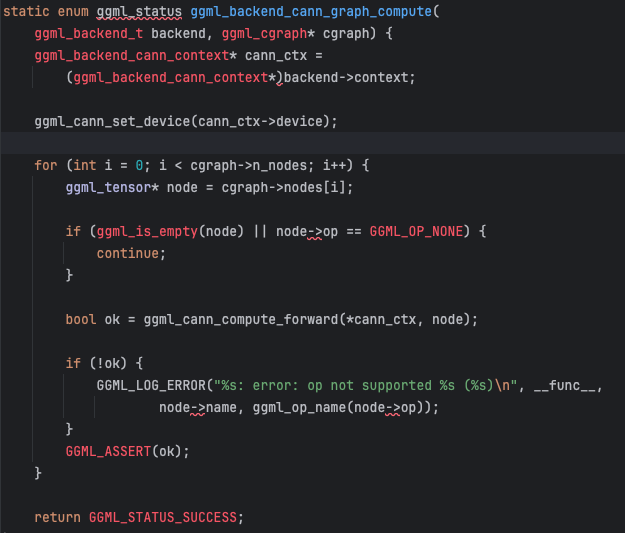 static enum ggml_status ggml_backend_cann_graph_compute(
    ggml_backend_t backend, ggml_cgraph* cgraph) {
    ggml_backend_cann_context* cann_ctx =
        (ggml_backend_cann_context*)backend->context;

    ggml_cann_set_device(cann_ctx->device);

    for (int i = 0; i < cgraph->n_nodes; i++) {
        ggml_tensor* node = cgraph->nodes[i];

        if (ggml_is_empty(node) || node->op == GGML_OP_NONE) {
            continue;
        }

        bool ok = ggml_cann_compute_forward(*cann_ctx, node);

        if (!ok) {
            GGML_LOG_ERROR("%s: error: op not supported %s (%s)\n", __func__,
                    node->name, ggml_op_name(node->op));
        }
        GGML_ASSERT(ok);
    }

    return GGML_STATUS_SUCCESS;